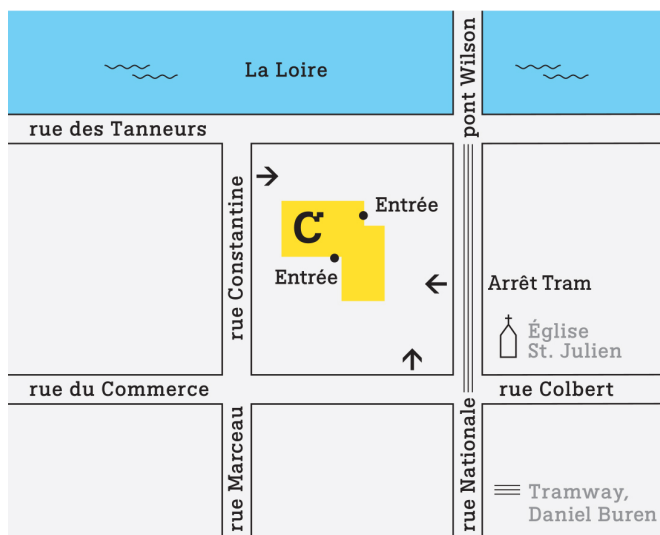 La Loire
pont Wilson
rue des Tanneurs
rue Constantine
Entrée
C
Entrée
Arrêt Tram
Église
St. Julien
rue du Commerce
rue Colbert
rue Marceau
rue Nationale
Tramway,
Daniel Buren